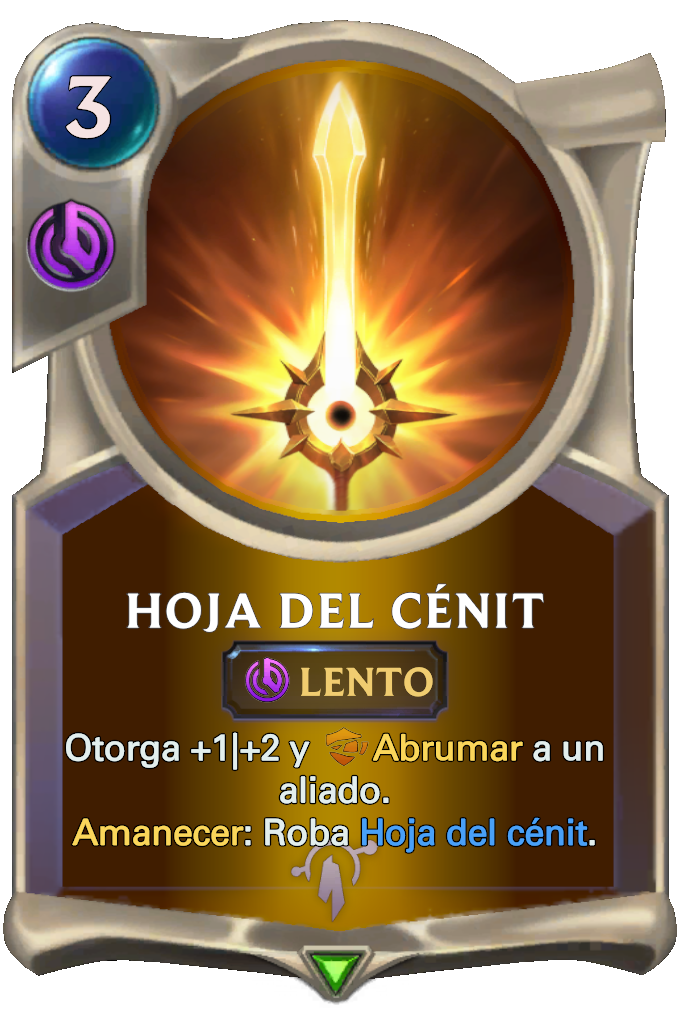 3
HOJA DEL CÉNIT
LENTO
Otorga +1|+2 y Abrumar a un
aliado.
Amanecer: Roba Hoja del cénit.